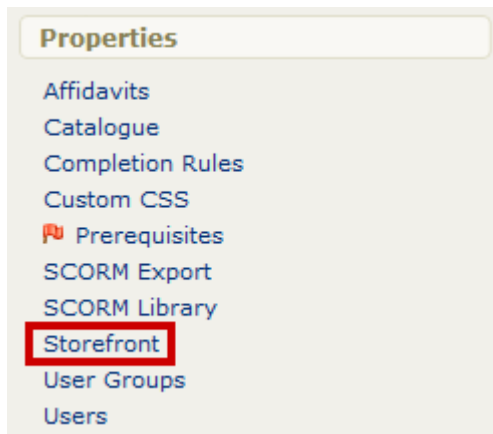 Properties
Affidavits
Catalogue
Completion Rules
Custom CSS
Prerequisites
SCORM Export
SCORM Library
Storefront
User Groups
Users